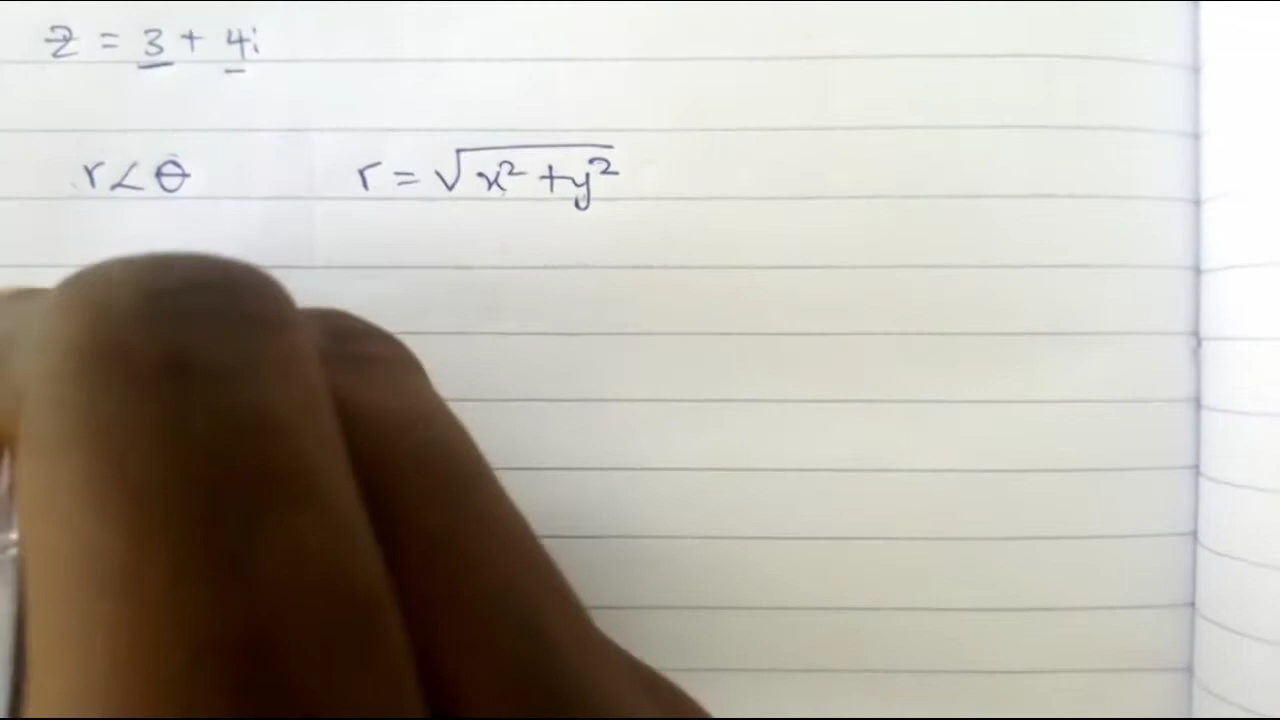 z = 3 + 4i
r∠θ r = √x² + y²